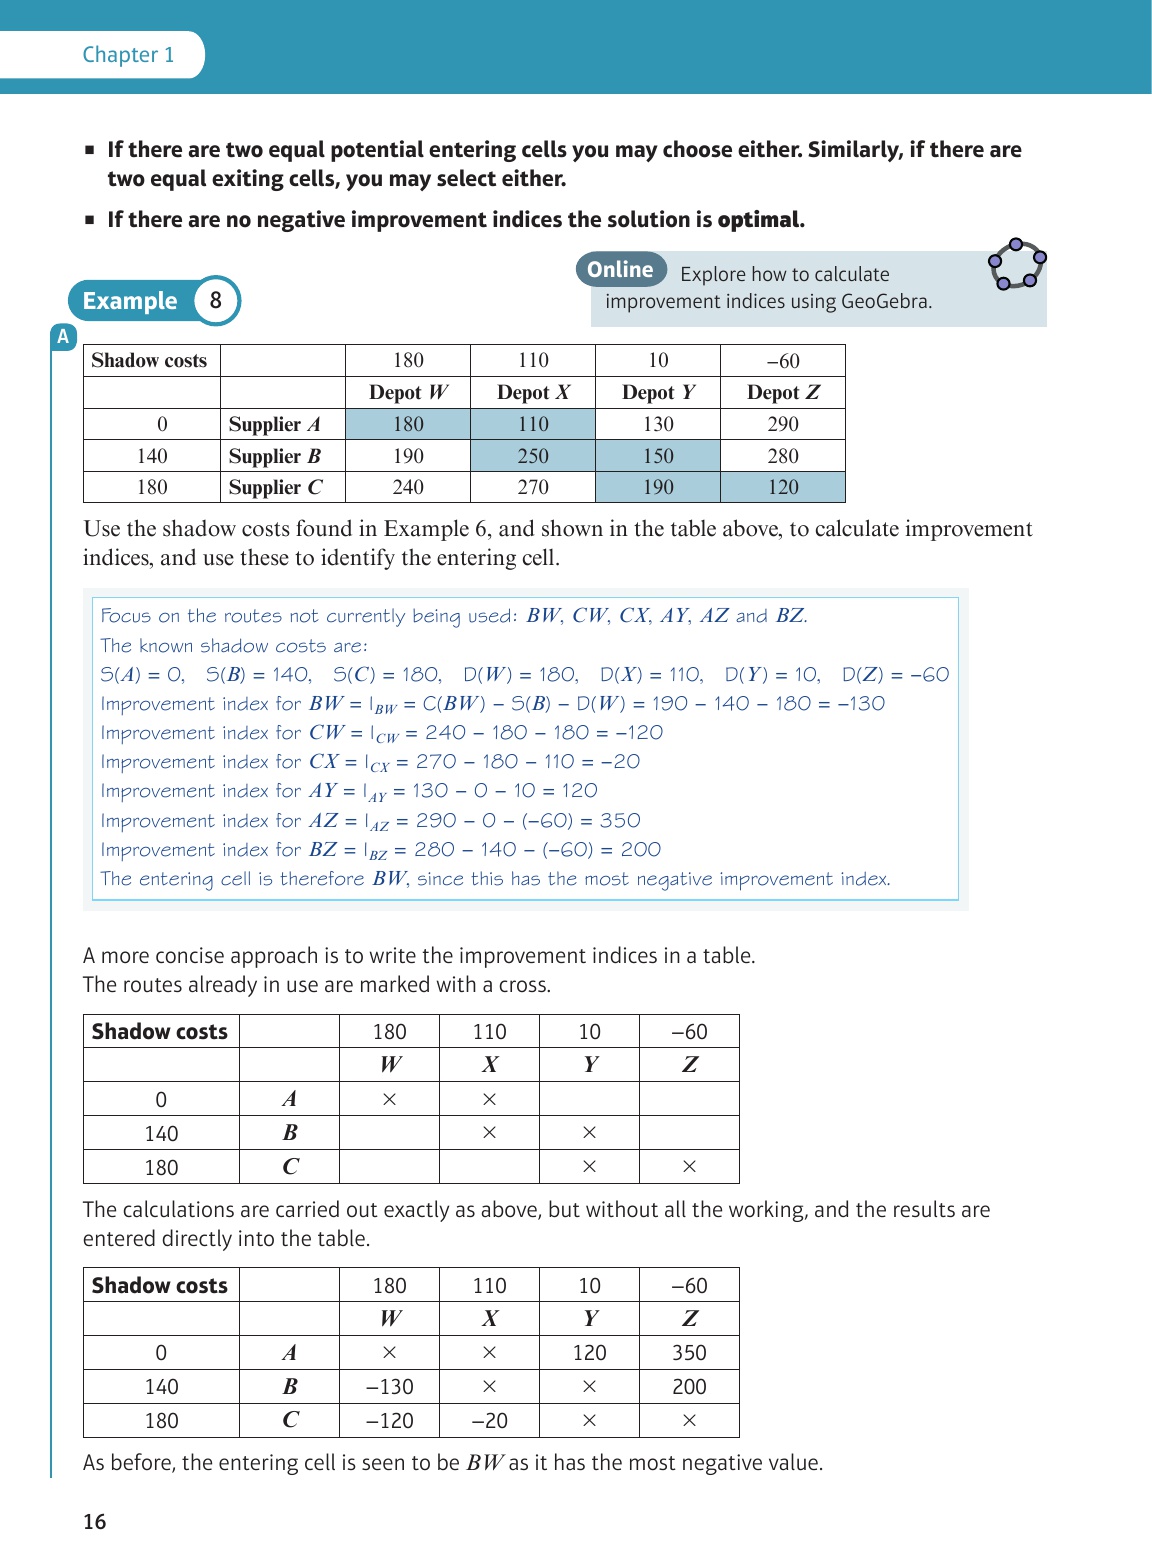 Chapter 1
▪ If there are two equal potential entering cells you may choose either. Similarly, if there are
two equal exiting cells, you may select either.
▪ If there are no negative improvement indices the solution is optimal.
Online Explore how to calculate
improvement indices using GeoGebra.
Example 8
A
Shadow costs 180 110 10 –60
Depot W Depot X Depot Y Depot Z
0 Supplier A 180 110 130 290
140 Supplier B 190 250 150 280
180 Supplier C 240 270 190 120
Use the shadow costs found in Example 6, and shown in the table above, to calculate improvement
indices, and use these to identify the entering cell.
Focus on the routes not currently being used: BW, CW, CX, AY, AZ and BZ.
The known shadow costs are:
S(A) = 0, S(B) = 140, S(C) = 180, D(W) = 180, D(X) = 110, D(Y) = 10, D(Z) = –60
Improvement index for BW = I_BW = C(BW) – S(B) – D(W) = 190 – 140 – 180 = –130
Improvement index for CW = I_CW = 240 – 180 – 180 = –120
Improvement index for CX = I_CX = 270 – 180 – 110 = –20
Improvement index for AY = I_AY = 130 – 0 – 10 = 120
Improvement index for AZ = I_AZ = 290 – 0 – (–60) = 350
Improvement index for BZ = I_BZ = 280 – 140 – (–60) = 200
The entering cell is therefore BW, since this has the most negative improvement index.
A more concise approach is to write the improvement indices in a table.
The routes already in use are marked with a cross.
Shadow costs 180 110 10 –60
W X Y Z
0 A × ×
140 B × ×
180 C × ×
The calculations are carried out exactly as above, but without all the working, and the results are
entered directly into the table.
Shadow costs 180 110 10 –60
W X Y Z
0 A × × 120 350
140 B –130 × × 200
180 C –120 –20 × ×
As before, the entering cell is seen to be BW as it has the most negative value.
16